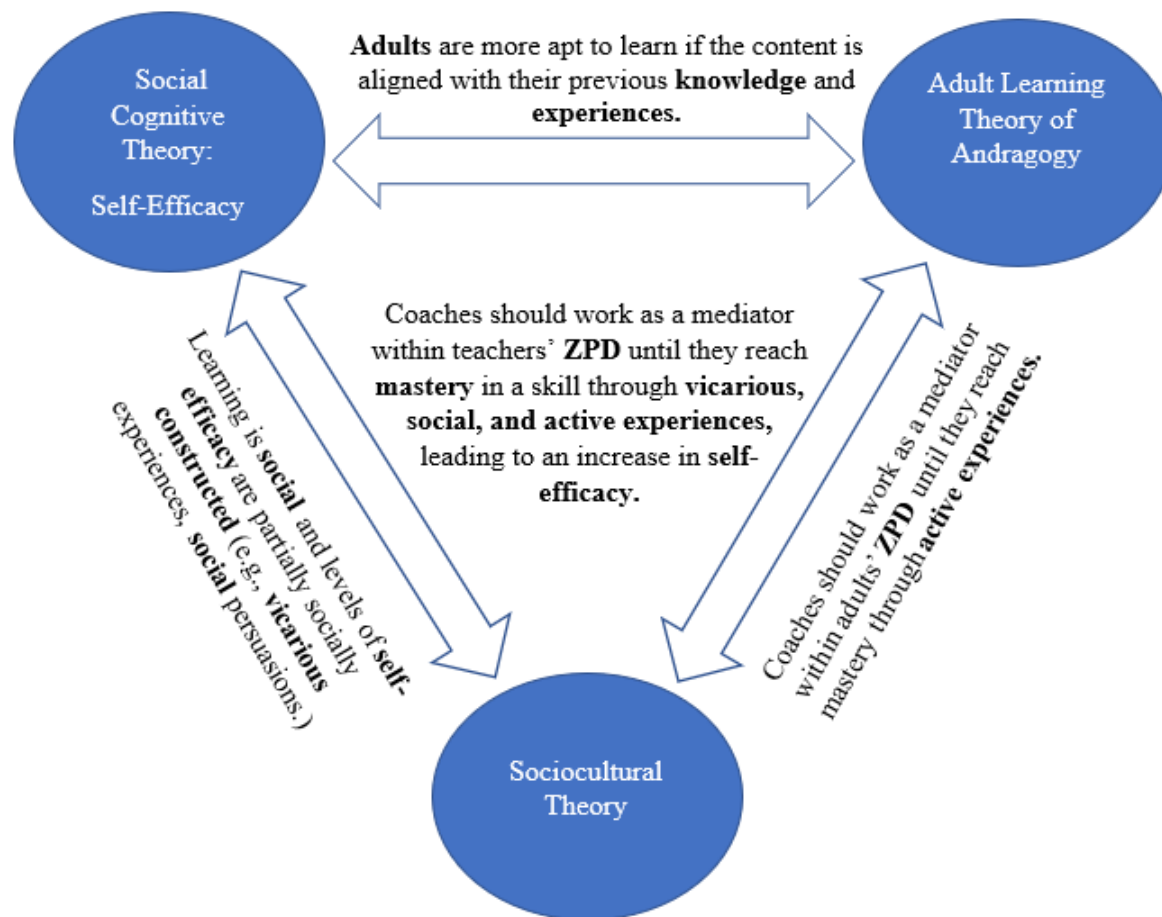 Social
Cognitive
Theory:
Self-Efficacy
Adults are more apt to learn if the content is
aligned with their previous knowledge and
experiences.
Adult Learning
Theory of
Andragogy
Coaches should work as a mediator
within teachers’ ZPD until they reach
mastery in a skill through vicarious,
social, and active experiences,
leading to an increase in self-
efficacy.
Learning is social and levels of self-
efficacy are partially socially
constructed (e.g., vicarious
experiences, social persuasions.)
Coaches should work as a mediator
within adults’ ZPD until they reach
mastery through active experiences.
Sociocultural
Theory